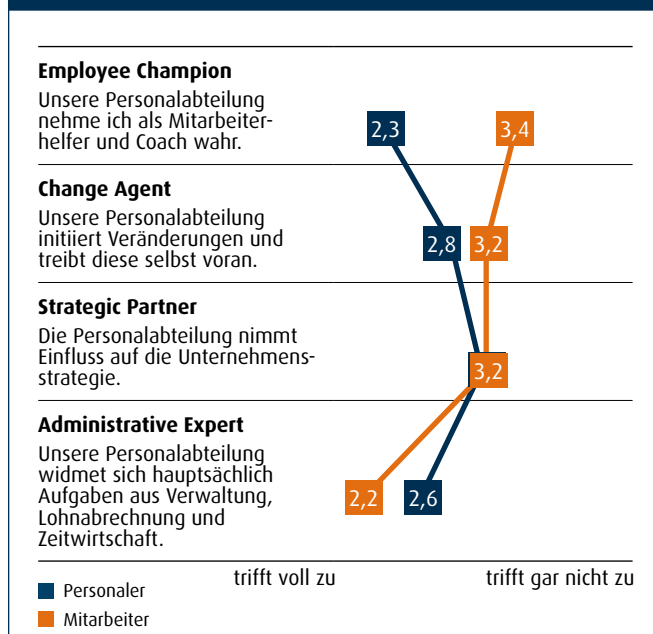 Employee Champion
Unsere Personalabteilung
nehme ich als Mitarbeiter-
helfer und Coach wahr.
2,3
3,4
Change Agent
Unsere Personalabteilung
initiiert Veränderungen und
treibt diese selbst voran.
2,8
3,2
Strategic Partner
Die Personalabteilung nimmt
Einfluss auf die Unternehmens-
strategie.
3,2
Administrative Expert
Unsere Personalabteilung
widmet sich hauptsächlich
Aufgaben aus Verwaltung,
Lohnabrechnung und
Zeitwirtschaft.
2,2
2,6
trifft voll zu
trifft gar nicht zu
Personaler
Mitarbeiter